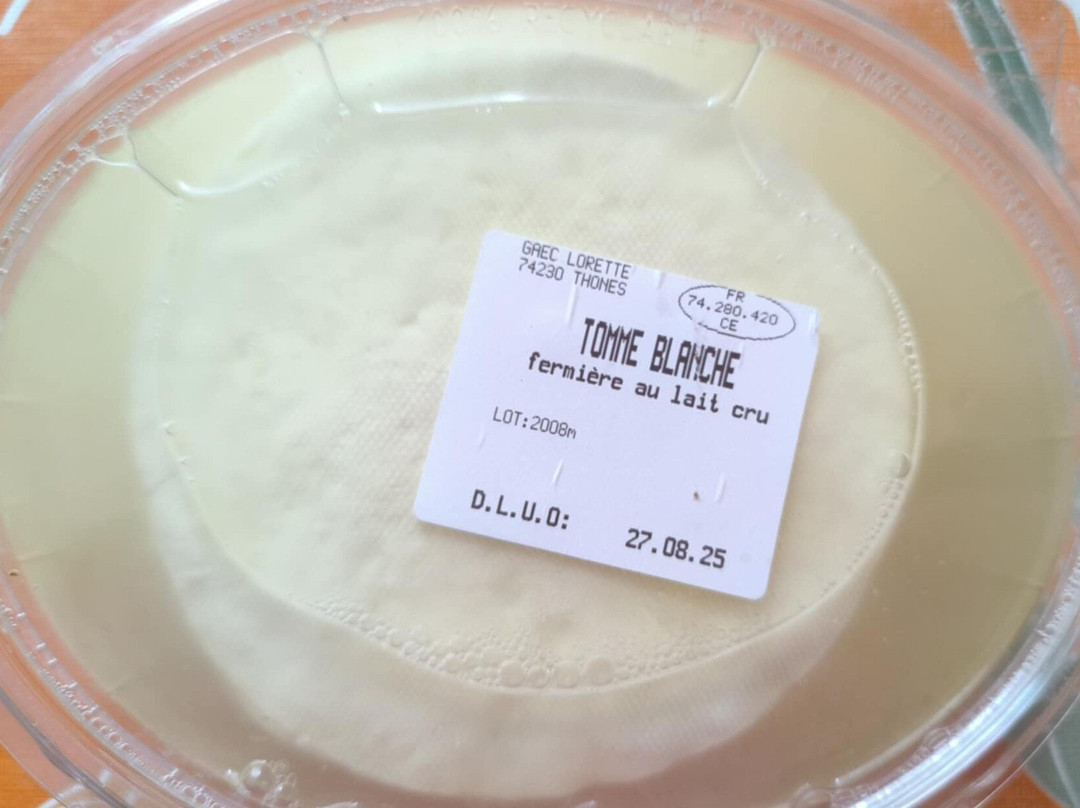 GAEC LORETTE
74230 THONES
FR
74.280.420
CE
TOMME BLANCHE
fermière au lait cru
LOT:2008m
D.L.U.O: 27.08.25